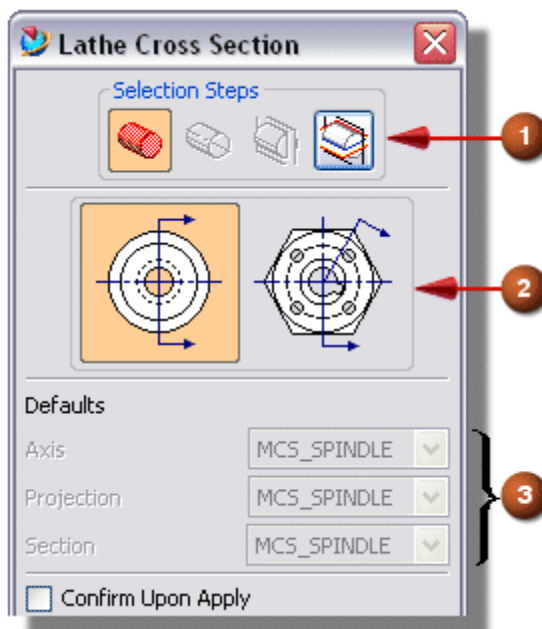 Lathe Cross Section
Selection Steps
1
2
Defaults
Axis MCS_SPINDLE
Projection MCS_SPINDLE
3
Section MCS_SPINDLE
Confirm Upon Apply